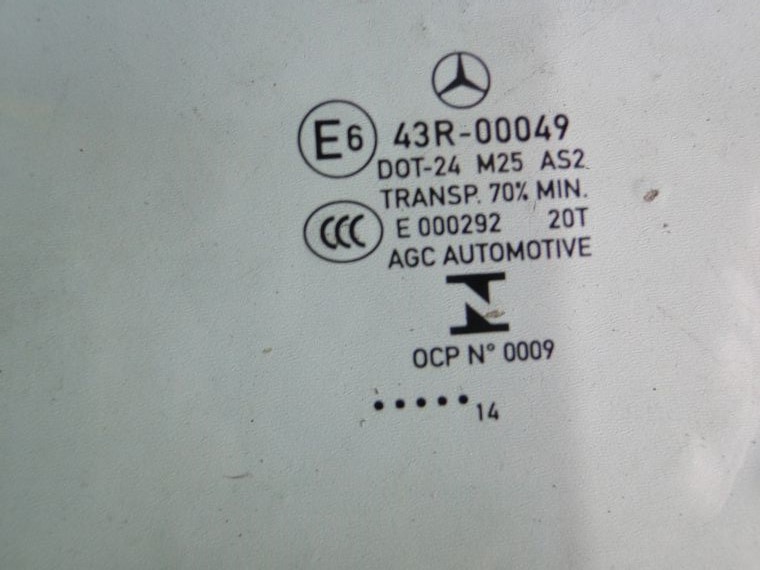 E6 43R-00049
DOT-24 M25 AS2
TRANSP. 70% MIN.
CCC E 000292 20T
AGC AUTOMOTIVE
OCP N° 0009
..... 14